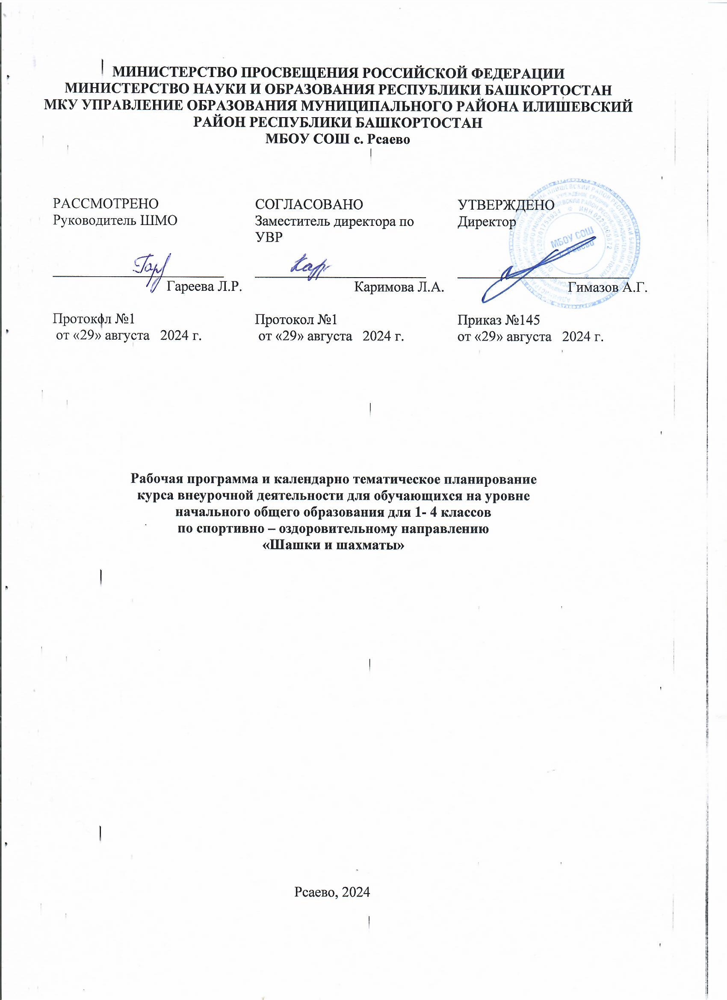 МИНИСТЕРСТВО ПРОСВЕЩЕНИЯ РОССИЙСКОЙ ФЕДЕРАЦИИ
МИНИСТЕРСТВО НАУКИ И ОБРАЗОВАНИЯ РЕСПУБЛИКИ БАШКОРТОСТАН
МКУ УПРАВЛЕНИЕ ОБРАЗОВАНИЯ МУНИЦИПАЛЬНОГО РАЙОНА ИЛИШЕВСКИЙ
РАЙОН РЕСПУБЛИКИ БАШКОРТОСТАН
МБОУ СОШ с. Рсаево
РАССМОТРЕНО
Руководитель ШМО
Гареева Л.Р.
Протокол №1
от «29» августа 2024 г.
СОГЛАСОВАНО
Заместитель директора по
УВР
Каримова Л.А.
Протокол №1
от «29» августа 2024 г.
УТВЕРЖДЕНО
Директор
МБОУ СОШ
с. Рсаево
Гимазов А.Г.
Приказ №145
от «29» августа 2024 г.
Рабочая программа и календарно тематическое планирование
курса внеурочной деятельности для обучающихся на уровне
начального общего образования для 1- 4 классов
по спортивно – оздоровительному направлению
«Шашки и шахматы»
Рсаево, 2024